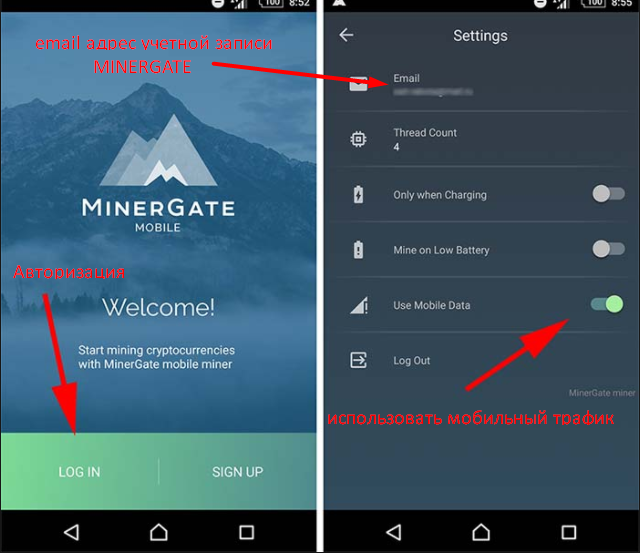 100 8:52
email адрес учетной записи
MINERGATE
MINERGATE
MOBILE
Авторизация
Welcome!
Start mining cryptocurrencies
with MinerGate mobile miner
LOG IN
SIGN UP
100 8:55
Settings
Email
Thread Count
4
Only when Charging
Mine on Low Battery
Use Mobile Data
Log Out
MinerGate miner
использовать мобильный трафик